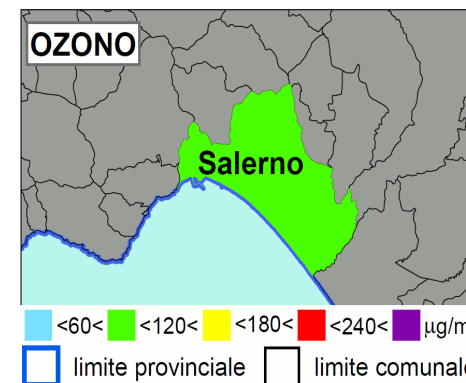 OZONO
Salerno
<60< <120< <180< <240< µg/m
limite provinciale limite comunale